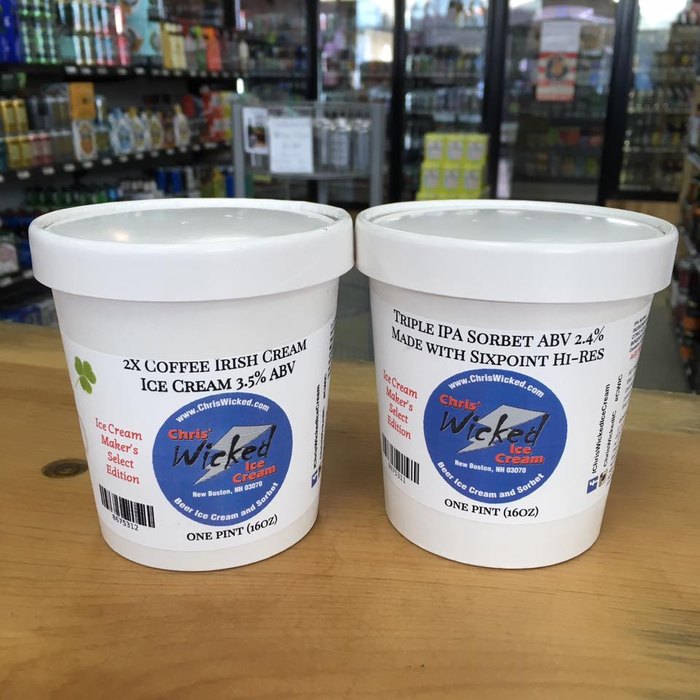 2X Coffee Irish Cream
Ice Cream 3.5% ABV
Ice Cream
Maker's
Select
Edition
www.ChrisWicked.com
Chris'
Wicked
Ice
Cream
New Boston, NH 03070
Beer Ice Cream and Sorbet
8675312
ONE PINT (16OZ)
Triple IPA Sorbet ABV 2.4%
Made with Sixpoint Hi-Res
Ice Cream
Maker's
Select
Edition
www.ChrisWicked.com
Chris'
Wicked
Ice
Cream
New Boston, NH 03070
Beer Ice Cream and Sorbet
ONE PINT (16OZ)
/ChrisWickedIceCream
#CWIC